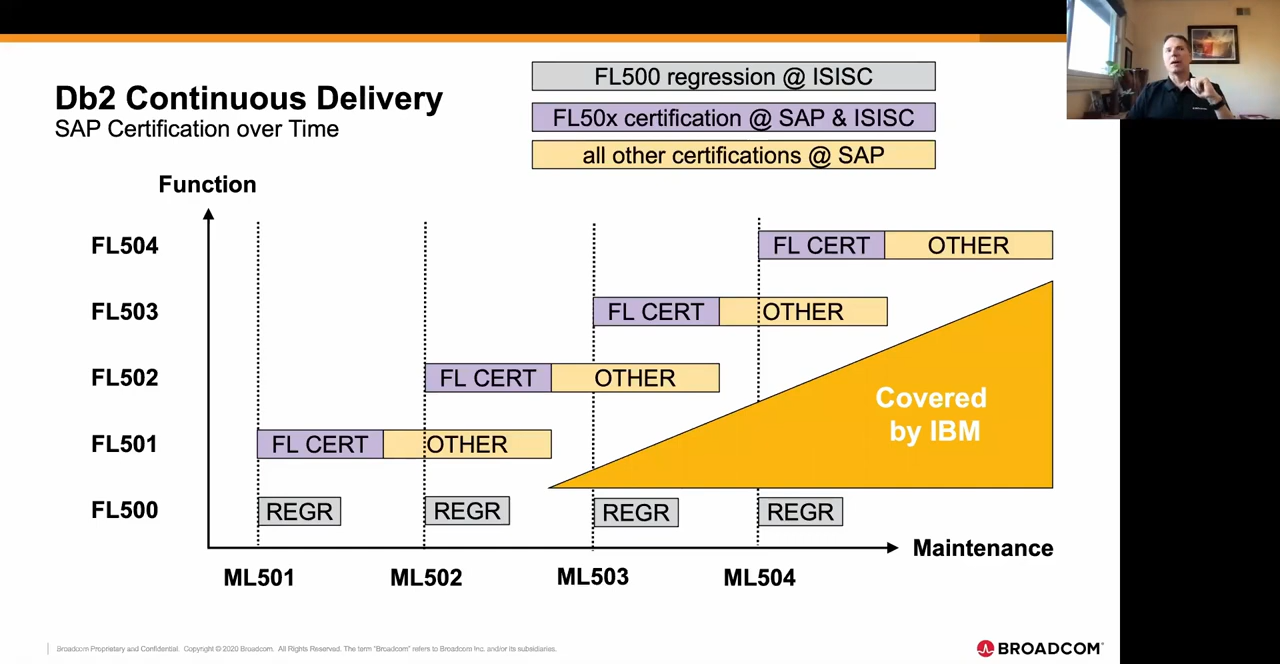 Db2 Continuous Delivery
SAP Certification over Time
FL500 regression @ ISISC
FL50x certification @ SAP & ISISC
all other certifications @ SAP
Function
FL504
FL CERT OTHER
FL503
FL CERT OTHER
FL502
FL CERT OTHER
Covered
by IBM
FL501
FL CERT OTHER
FL500
REGR REGR REGR REGR
Maintenance
ML501 ML502 ML503 ML504
Broadcom Proprietary and Confidential. Copyright © 2020 Broadcom. All Rights Reserved. The term "Broadcom" refers to Broadcom Inc. and/or its subsidiaries.
BROADCOM®